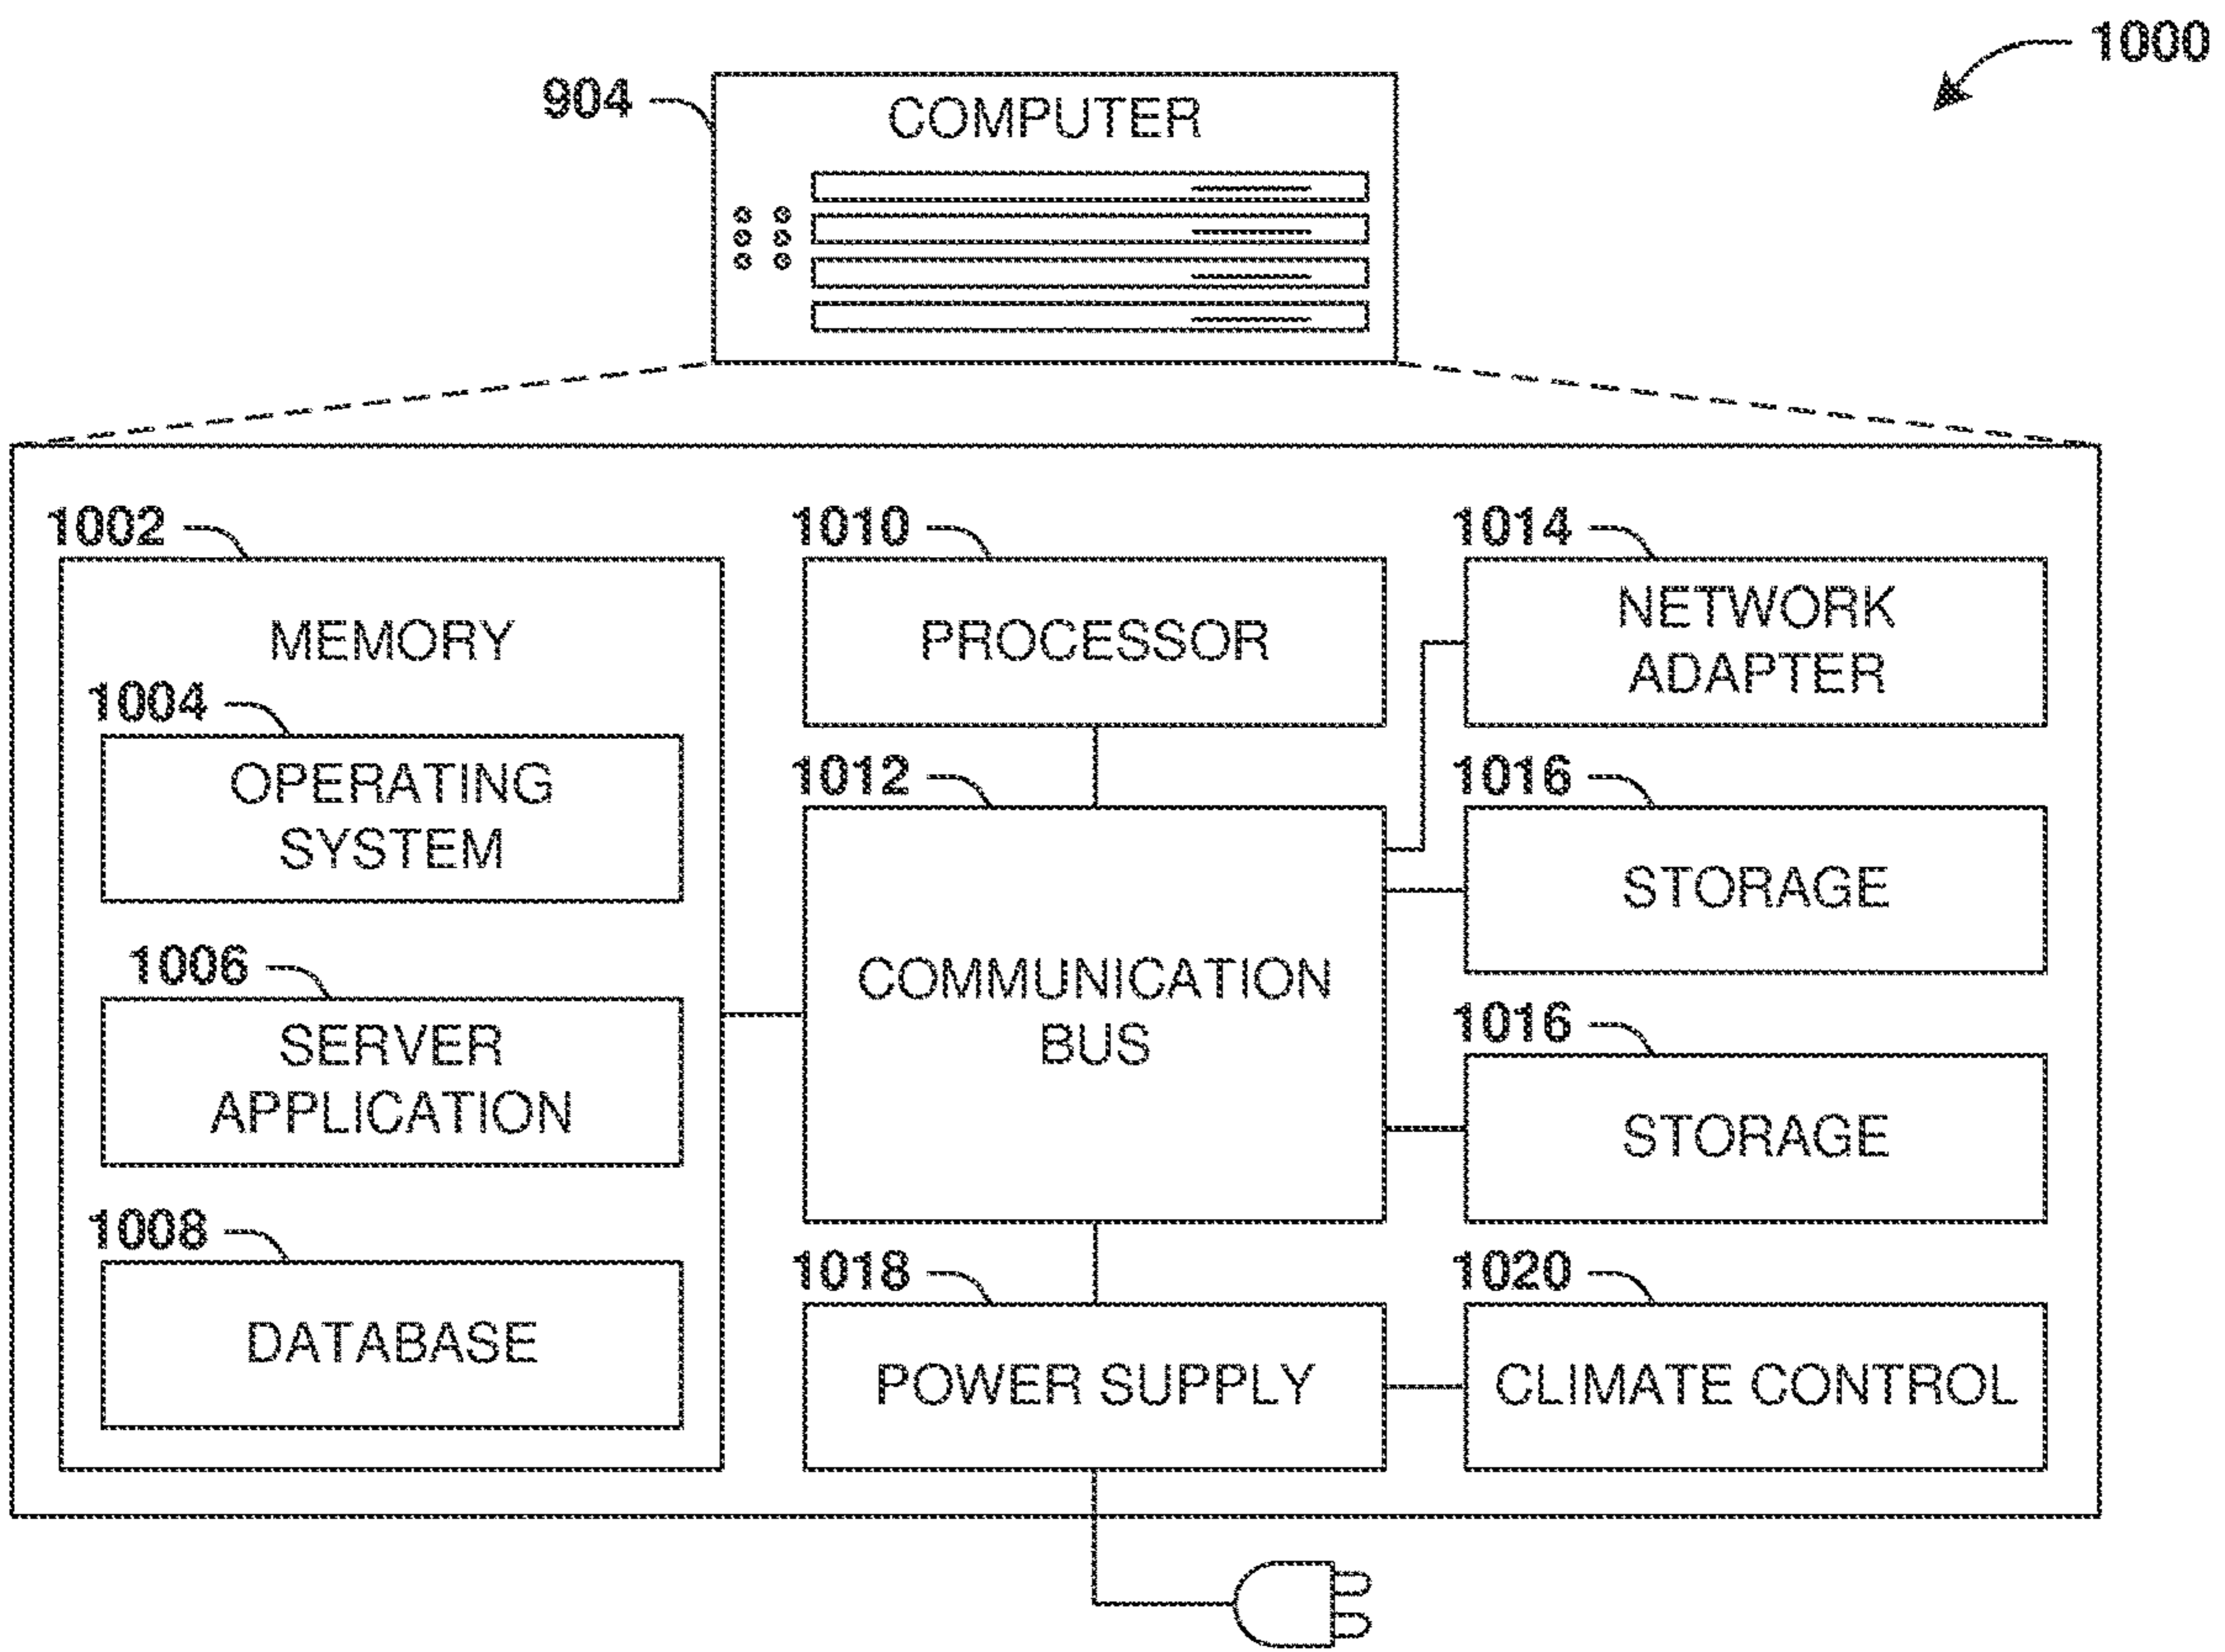 1000
904
COMPUTER
1002
MEMORY
1004
OPERATING
SYSTEM
1006
SERVER
APPLICATION
1008
DATABASE
1010
PROCESSOR
1012
COMMUNICATION
BUS
1018
POWER SUPPLY
1014
NETWORK
ADAPTER
1016
STORAGE
1016
STORAGE
1020
CLIMATE CONTROL